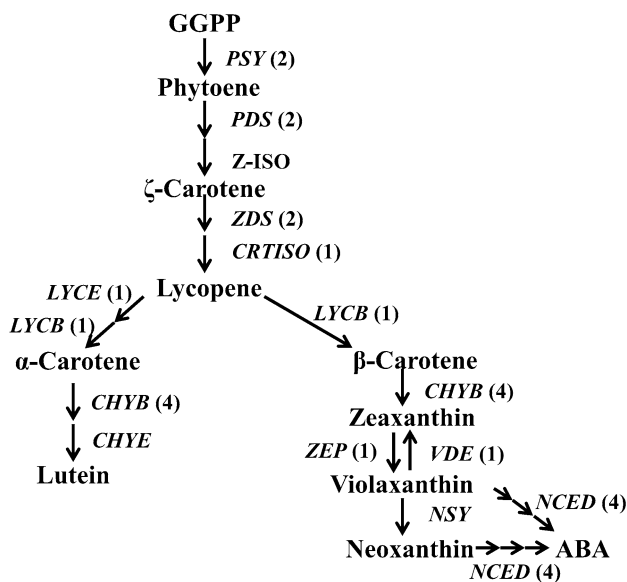 GGPP
PSY (2)
Phytoene
PDS (2)
Z-ISO
ζ-Carotene
ZDS (2)
CRTISO (1)
Lycopene
LYCE (1)
LYCB (1)
LYCB (1)
α-Carotene
β-Carotene
CHYB (4)
CHYB (4)
Zeaxanthin
CHYE
ZEP (1)
VDE (1)
Lutein
Violaxanthin
NCED (4)
NSY
Neoxanthin
ABA
NCED (4)